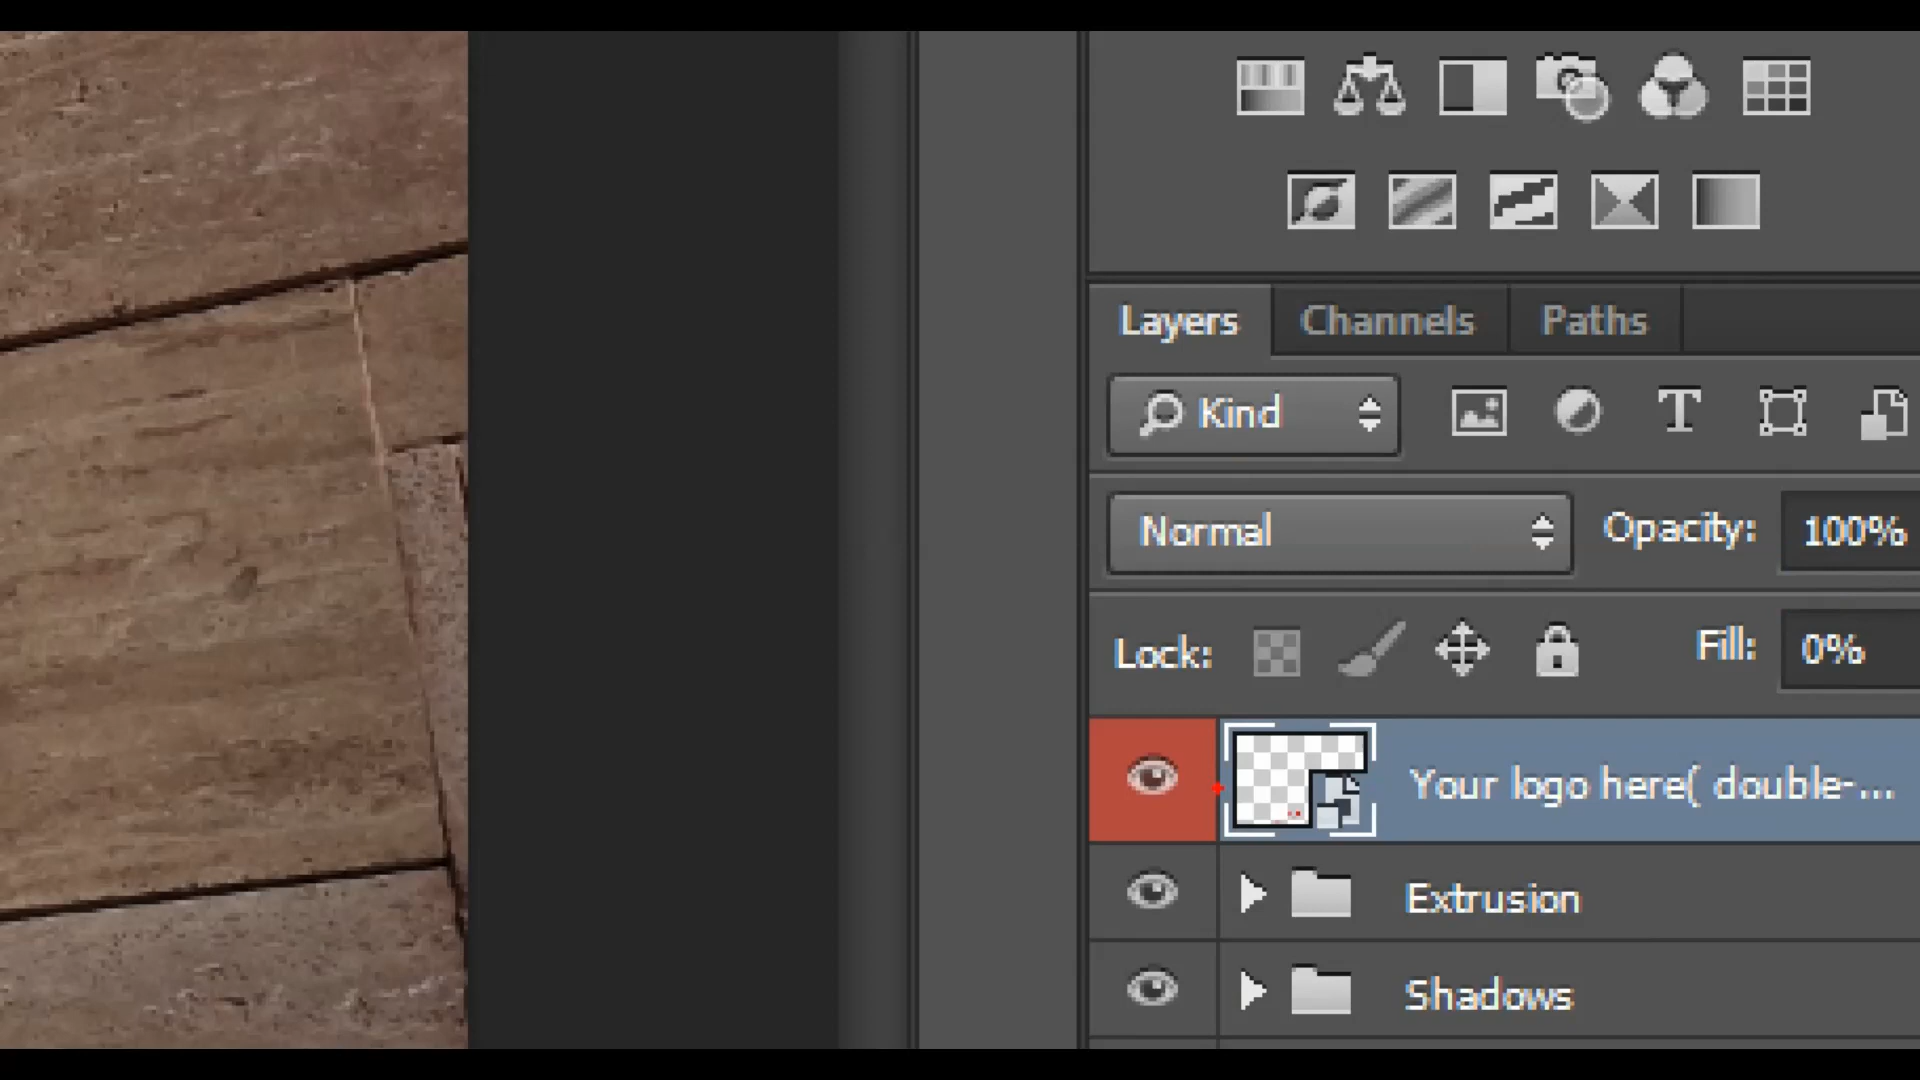 Layers Channels Paths
Kind
Normal Opacity: 100%
Lock: Fill: 0%
Your logo here( double-...
Extrusion
Shadows